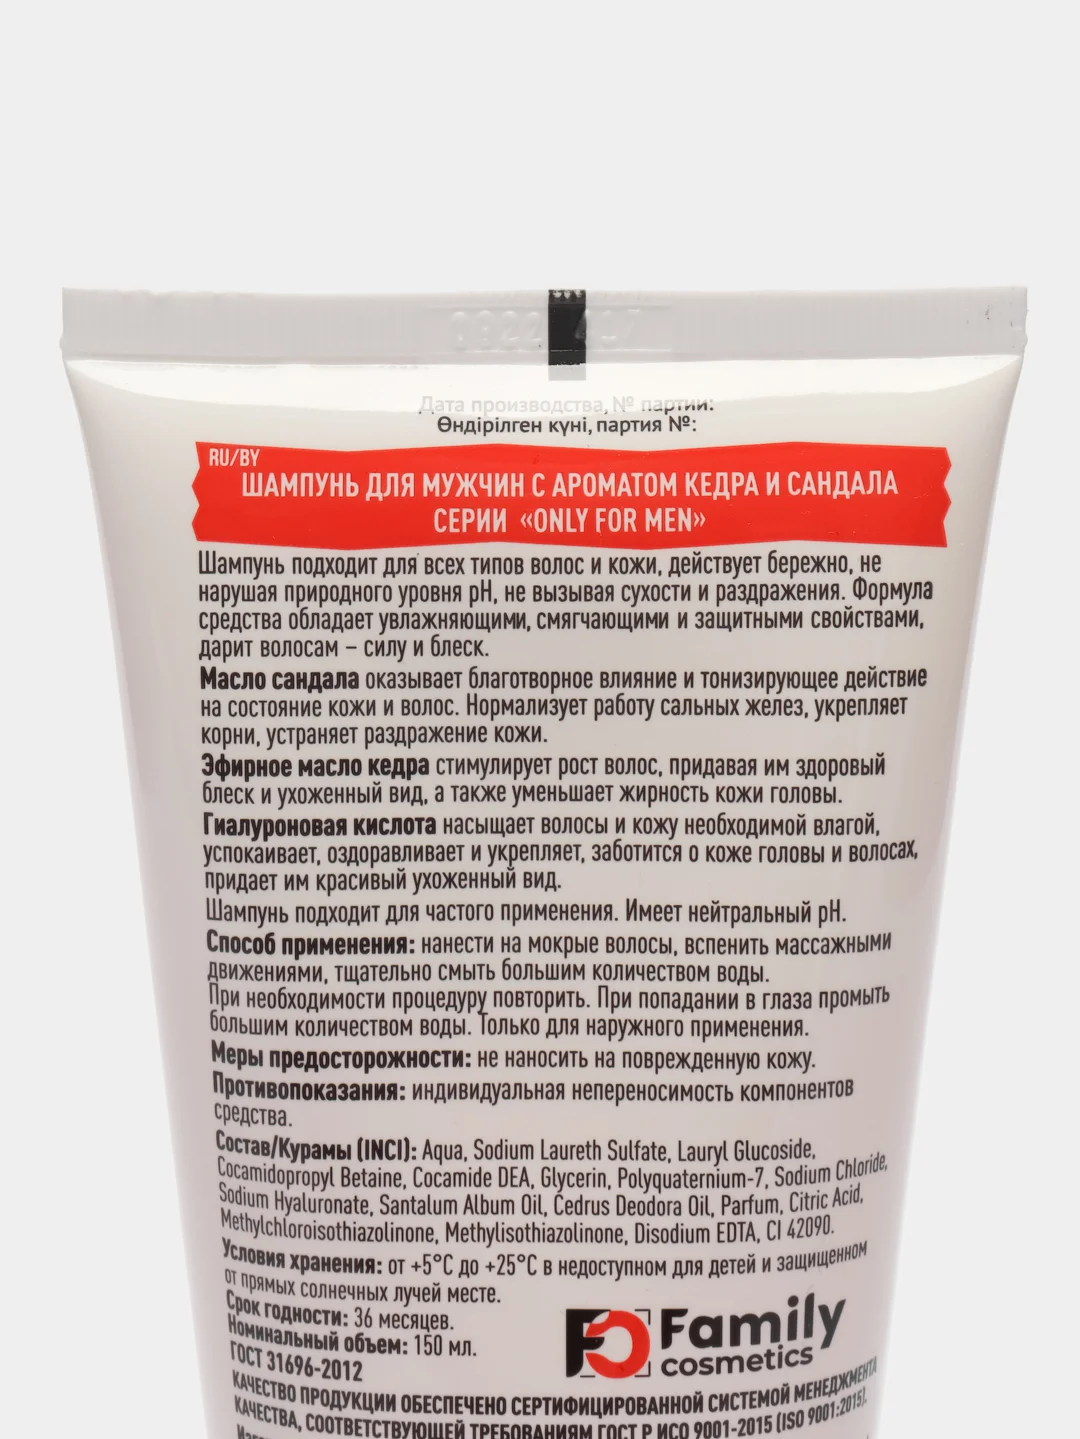 0922 417
Дата производства, № партии:
Өндірілген күні, партия №:
RU/BY
ШАМПУНЬ ДЛЯ МУЖЧИН С АРОМАТОМ КЕДРА И САНДАЛА
СЕРИИ «ONLY FOR MEN»
Шампунь подходит для всех типов волос и кожи, действует бережно, не
нарушая природного уровня pH, не вызывая сухости и раздражения. Формула
средства обладает увлажняющими, смягчающими и защитными свойствами,
дарит волосам – силу и блеск.
Масло сандала оказывает благотворное влияние и тонизирующее действие
на состояние кожи и волос. Нормализует работу сальных желез, укрепляет
корни, устраняет раздражение кожи.
Эфирное масло кедра стимулирует рост волос, придавая им здоровый
блеск и ухоженный вид, а также уменьшает жирность кожи головы.
Гиалуроновая кислота насыщает волосы и кожу необходимой влагой,
успокаивает, оздоравливает и укрепляет, заботится о коже головы и волосах,
придает им красивый ухоженный вид.
Шампунь подходит для частого применения. Имеет нейтральный pH.
Способ применения: нанести на мокрые волосы, вспенить массажными
движениями, тщательно смыть большим количеством воды.
При необходимости процедуру повторить. При попадании в глаза промыть
большим количеством воды. Только для наружного применения.
Меры предосторожности: не наносить на поврежденную кожу.
Противопоказания: индивидуальная непереносимость компонентов
средства.
Состав/Курамы (INCI): Aqua, Sodium Laureth Sulfate, Lauryl Glucoside,
Cocamidopropyl Betaine, Cocamide DEA, Glycerin, Polyquaternium-7, Sodium Chloride,
Sodium Hyaluronate, Santalum Album Oil, Cedrus Deodora Oil, Parfum, Citric Acid,
Methylchloroisothiazolinone, Methylisothiazolinone, Disodium EDTA, CI 42090.
Условия хранения: от +5°C до +25°C в недоступном для детей и защищенном
от прямых солнечных лучей месте.
Срок годности: 36 месяцев.
Номинальный объем: 150 мл.
ГОСТ 31696-2012
Family
cosmetics
КАЧЕСТВО ПРОДУКЦИИ ОБЕСПЕЧЕНО СЕРТИФИЦИРОВАННОЙ СИСТЕМОЙ МЕНЕДЖМЕНТА
КАЧЕСТВА, СООТВЕТСТВУЮЩЕЙ ТРЕБОВАНИЯМ ГОСТ Р ИСО 9001-2015 (ISO 9001:2015).